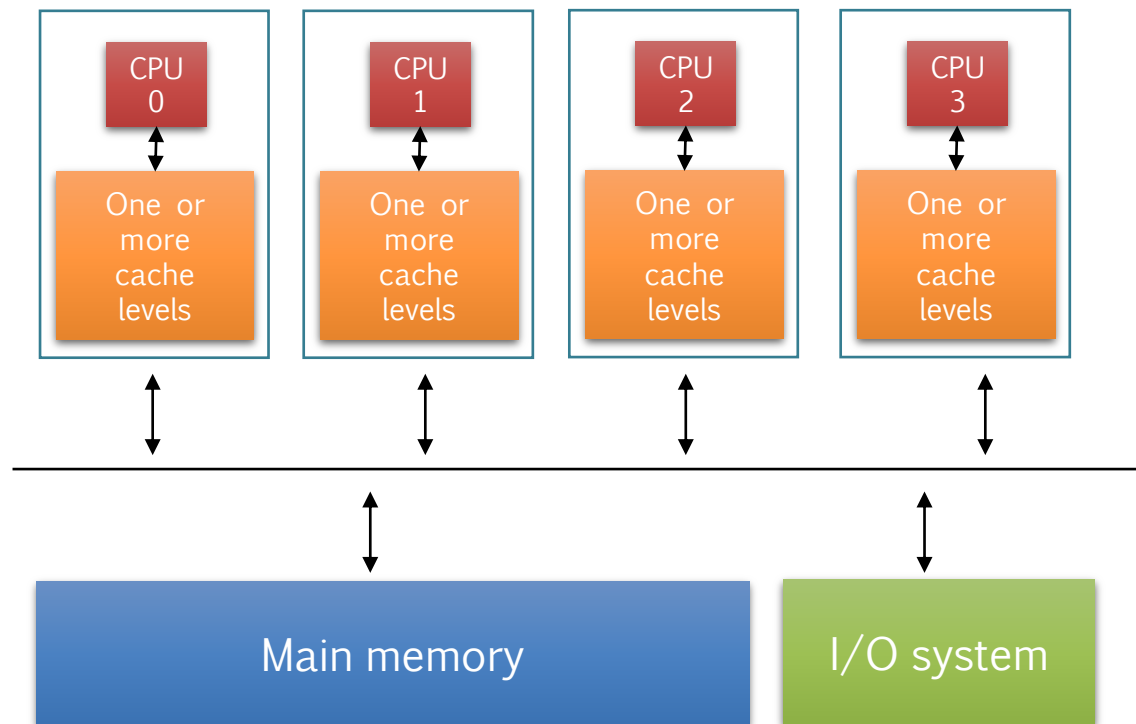 CPU
0
CPU
1
CPU
2
CPU
3
One or
more
cache
levels
One or
more
cache
levels
One or
more
cache
levels
One or
more
cache
levels
Main memory
I/O system